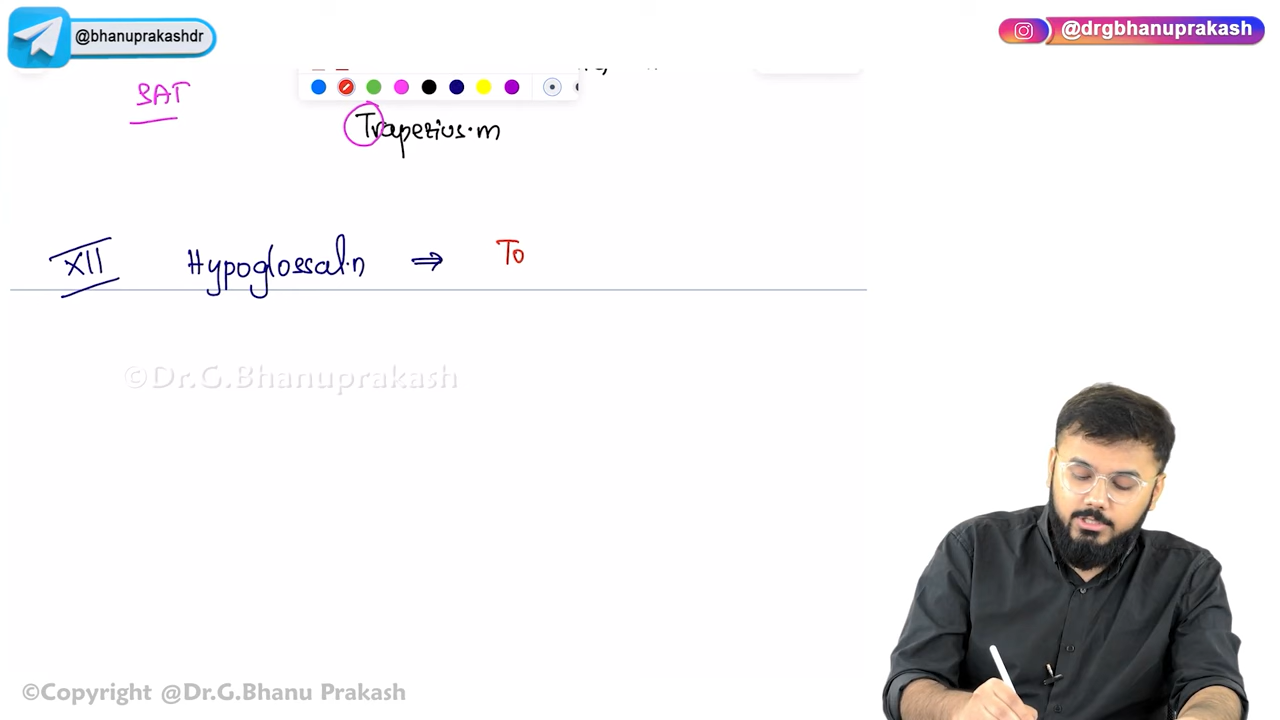 @bhanuprakashdr
@drgbhanuprakash
SAT
Trapezius.m
XII Hypoglossal.n ⇒ To
©Dr.G.Bhanuprakash
©Copyright @Dr.G.Bhanu Prakash